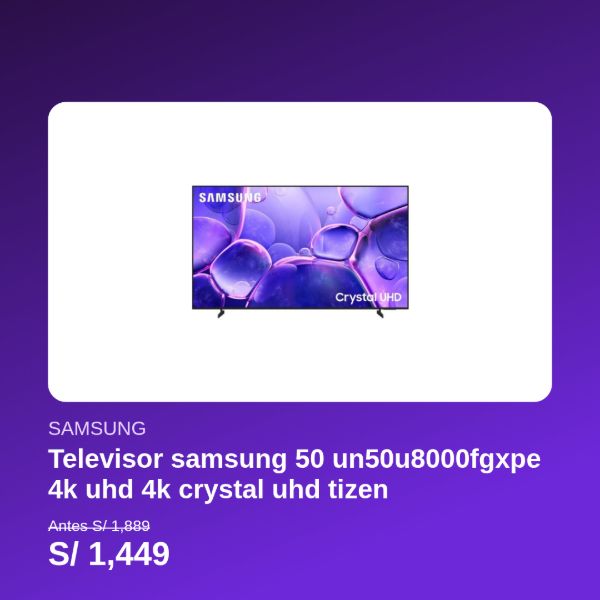 SAMSUNG
Crystal UHD
SAMSUNG
Televisor samsung 50 un50u8000fgxpe
4k uhd 4k crystal uhd tizen
Antes S/ 1,889
S/ 1,449